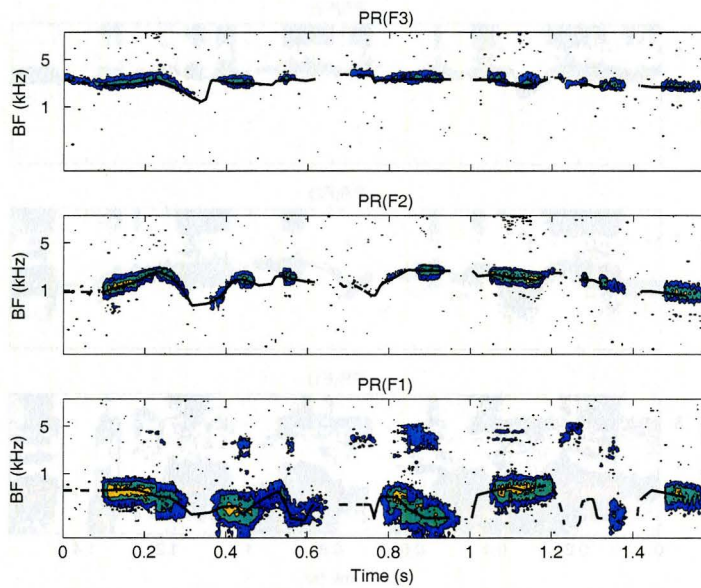 PR(F3)
5
1
BF (kHz)
PR(F2)
5
1
BF (kHz)
PR(F1)
5
1
BF (kHz)
0 0.2 0.4 0.6 0.8 1 1.2 1.4
Time (s)